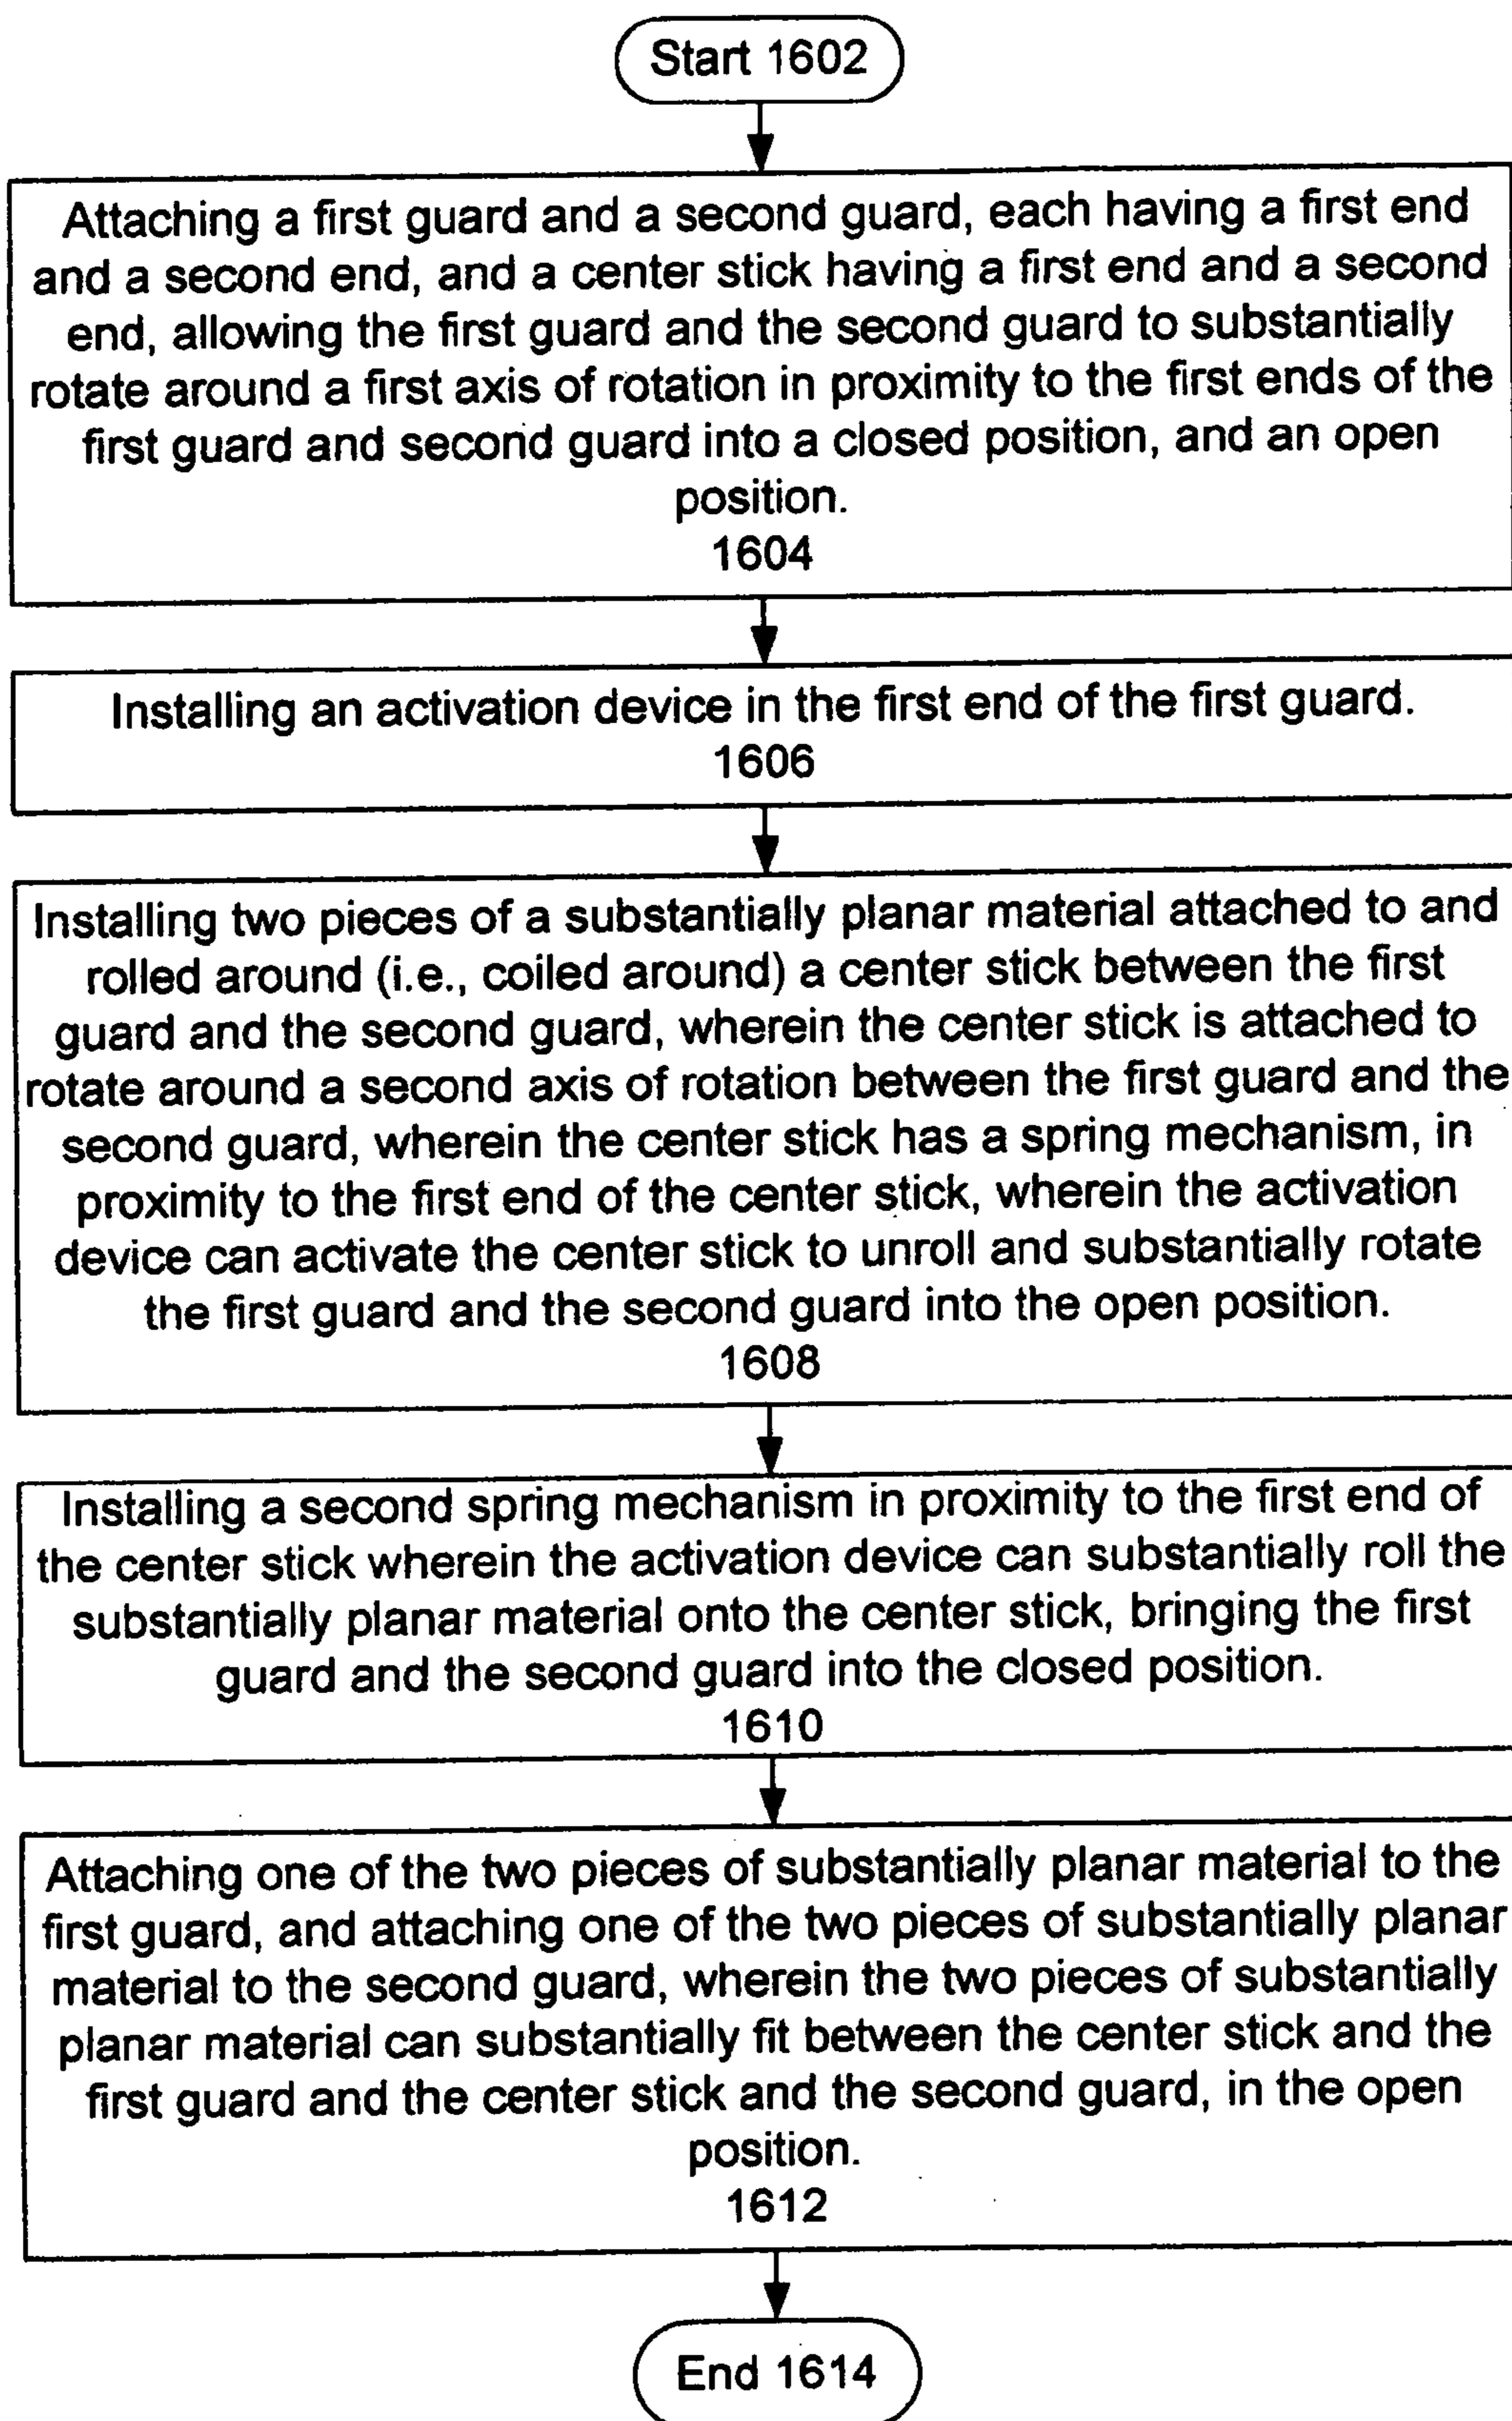 Start 1602
Attaching a first guard and a second guard, each having a first end
and a second end, and a center stick having a first end and a second
end, allowing the first guard and the second guard to substantially
rotate around a first axis of rotation in proximity to the first ends of the
first guard and second guard into a closed position, and an open
position.
1604
Installing an activation device in the first end of the first guard.
1606
Installing two pieces of a substantially planar material attached to and
rolled around (i.e., coiled around) a center stick between the first
guard and the second guard, wherein the center stick is attached to
rotate around a second axis of rotation between the first guard and the
second guard, wherein the center stick has a spring mechanism, in
proximity to the first end of the center stick, wherein the activation
device can activate the center stick to unroll and substantially rotate
the first guard and the second guard into the open position.
1608
Installing a second spring mechanism in proximity to the first end of
the center stick wherein the activation device can substantially roll the
substantially planar material onto the center stick, bringing the first
guard and the second guard into the closed position.
1610
Attaching one of the two pieces of substantially planar material to the
first guard, and attaching one of the two pieces of substantially planar
material to the second guard, wherein the two pieces of substantially
planar material can substantially fit between the center stick and the
first guard and the center stick and the second guard, in the open
position.
1612
End 1614